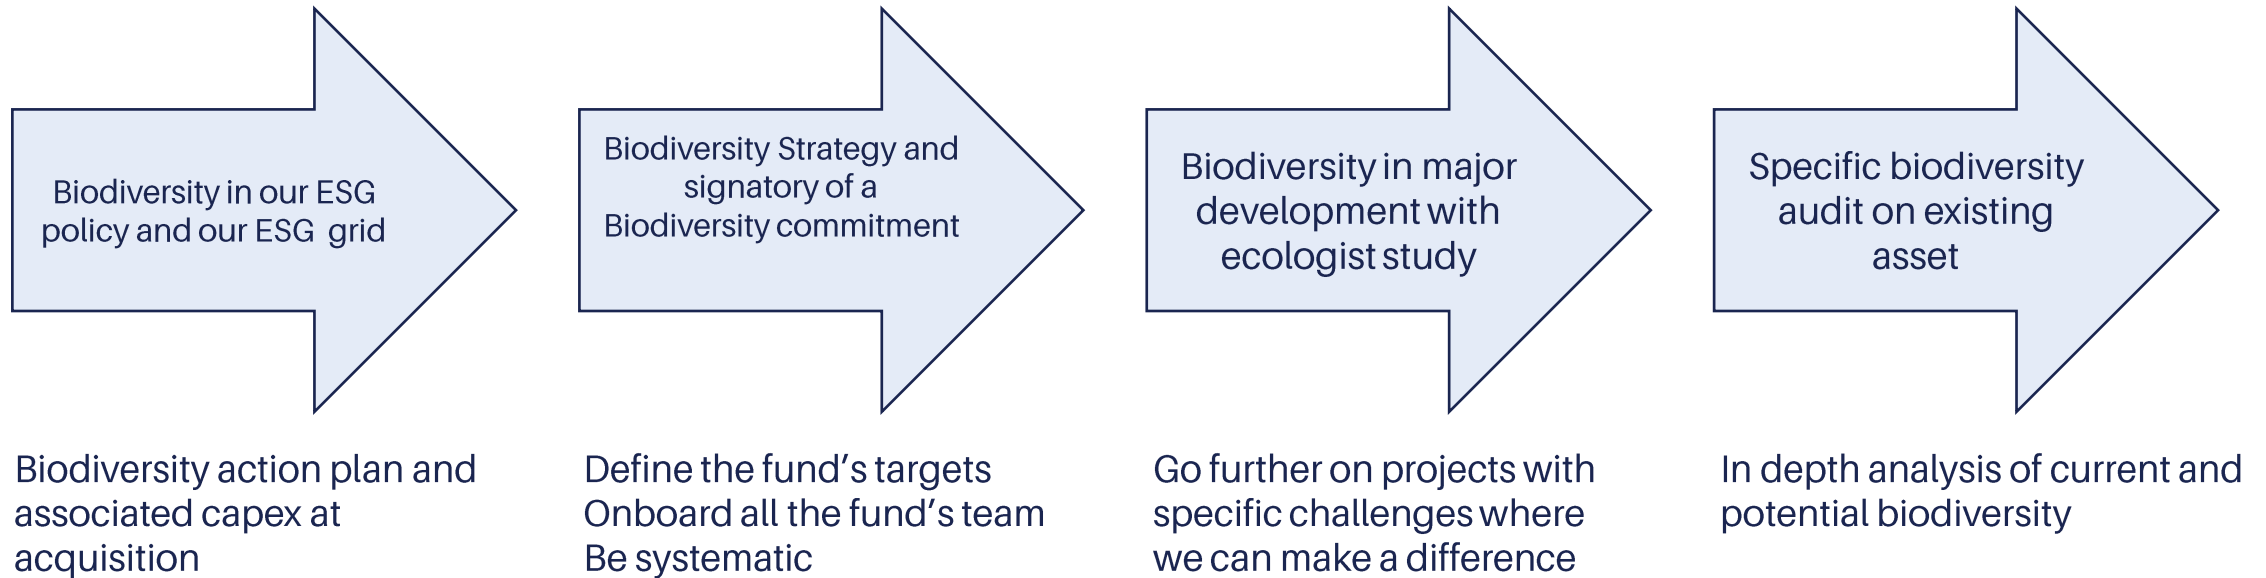 Biodiversity in our ESG
policy and our ESG grid
Biodiversity action plan and
associated capex at
acquisition
Biodiversity Strategy and
signatory of a
Biodiversity commitment
Define the fund’s targets
Onboard all the fund’s team
Be systematic
Biodiversity in major
development with
ecologist study
Go further on projects with
specific challenges where
we can make a difference
Specific biodiversity
audit on existing
asset
In depth analysis of current and
potential biodiversity